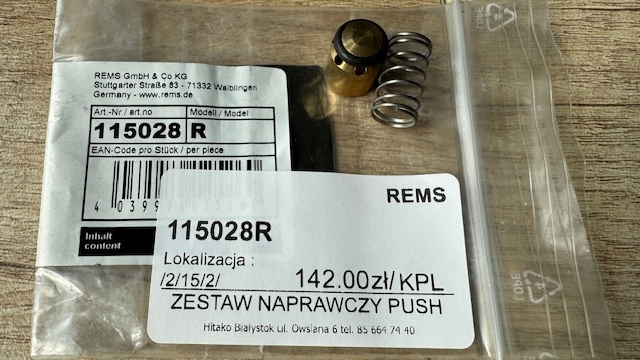 REMS GmbH & Co KG
Stuttgarter Straße 83 - 71332 Waiblingen
Germany - www.rems.de
Art.-Nr / art.no Modell / Model
115028 R
EAN-Code pro Stück / per piece
4 0399
Inhalt
content
REMS
115028R
Lokalizacja :
/2/15/2/ 142.00zł/KPL
ZESTAW NAPRAWCZY PUSH
Hitako Białystok ul. Owsiana 6 tel. 85 664 74 40